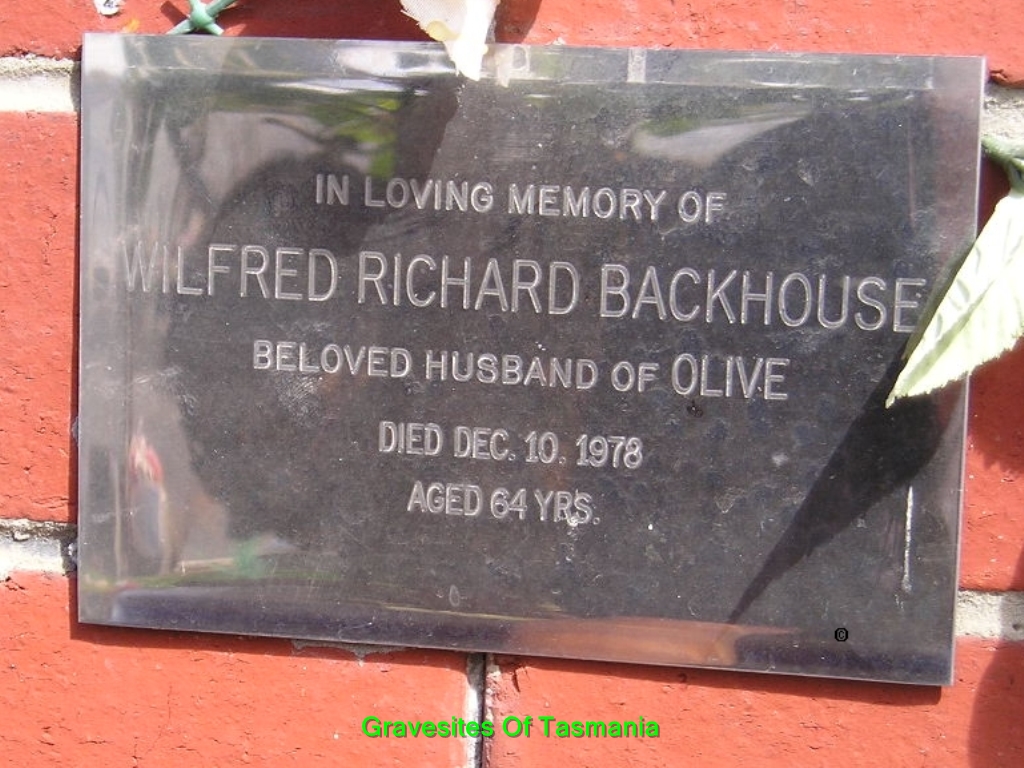 IN LOVING MEMORY OF
WILFRED RICHARD BACKHOUSE
BELOVED HUSBAND OF OLIVE
DIED DEC. 10. 1978
AGED 64 YRS.
©
Gravesites Of Tasmania